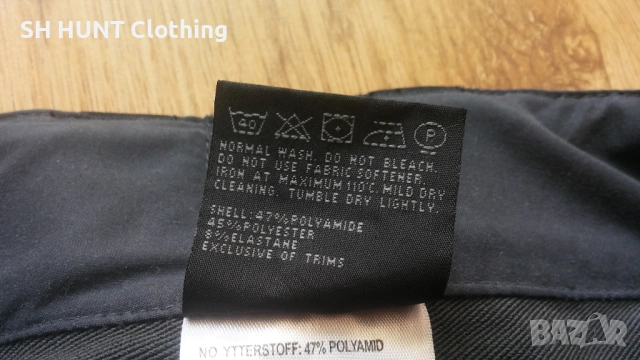 SH HUNT Clothing
40
P
NORMAL WASH. DO NOT BLEACH.
DO NOT USE FABRIC SOFTENER
IRON AT MAXIMUM 110°C. MILD DRY
CLEANING. TUMBLE DRY LIGHTLY.
SHELL: 47%POLYAMIDE
45%POLYESTER
8%ELASTANE
EXCLUSIVE OF TRIMS
NO YTTERSTOFF: 47% POLYAMID
BAZAR